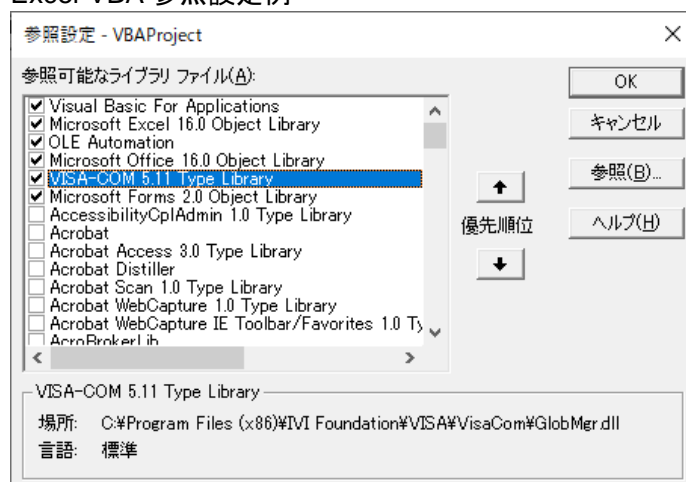 Excel VBA 参照設定例
参照設定 - VBAProject
参照可能なライブラリ ファイル(A):
Visual Basic For Applications
Microsoft Excel 16.0 Object Library
OLE Automation
Microsoft Office 16.0 Object Library
VISA-COM 5.11 Type Library
Microsoft Forms 2.0 Object Library
AccessibilityCplAdmin 1.0 Type Library
Acrobat
Acrobat Access 3.0 Type Library
Acrobat Distiller
Acrobat Scan 1.0 Type Library
Acrobat WebCapture 1.0 Type Library
Acrobat WebCapture IE Toolbar/Favorites 1.0 Ty
AcroBrokerLib
優先順位
OK
キャンセル
参照(B)...
ヘルプ(H)
VISA-COM 5.11 Type Library
場所: C:¥Program Files (x86)¥IVI Foundation¥VISA¥VisaCom¥GlobMgr.dll
言語: 標準